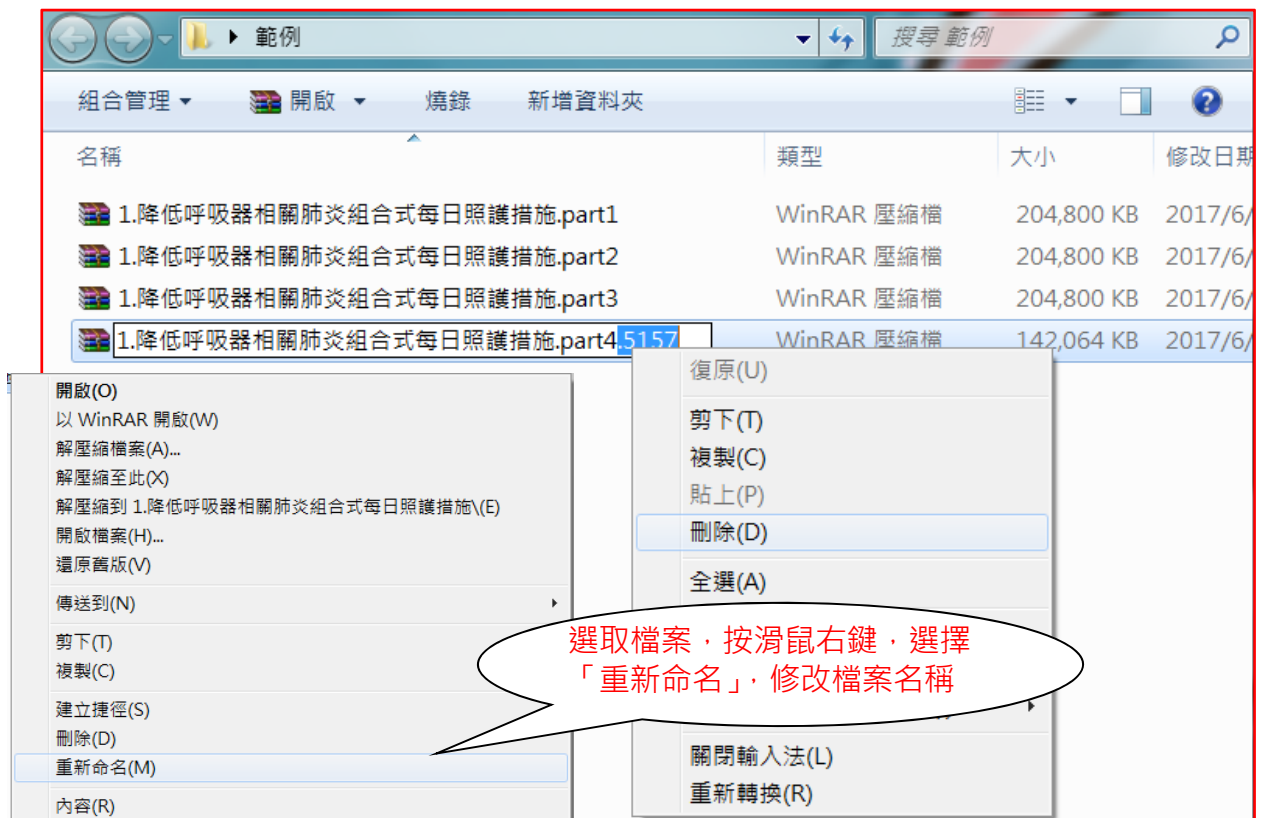 範例
搜尋 範例
組合管理 開啟 燒錄 新增資料夾
名稱 類型 大小 修改日期
1.降低呼吸器相關肺炎組合式每日照護措施.part1 WinRAR 壓縮檔 204,800 KB 2017/6/
1.降低呼吸器相關肺炎組合式每日照護措施.part2 WinRAR 壓縮檔 204,800 KB 2017/6/
1.降低呼吸器相關肺炎組合式每日照護措施.part3 WinRAR 壓縮檔 204,800 KB 2017/6/
1.降低呼吸器相關肺炎組合式每日照護措施.part4.5157 WinRAR 壓縮檔 142,064 KB 2017/6/
開啟(O)
以 WinRAR 開啟(W)
解壓縮檔案(A)...
解壓縮至此(X)
解壓縮到 1.降低呼吸器相關肺炎組合式每日照護措施\(E)
開啟檔案(H)...
還原舊版(V)
傳送到(N)
剪下(T)
複製(C)
建立捷徑(S)
刪除(D)
重新命名(M)
內容(R)
復原(U)
剪下(T)
複製(C)
貼上(P)
刪除(D)
全選(A)
關閉輸入法(L)
重新轉換(R)
選取檔案，按滑鼠右鍵，選擇
「重新命名」，修改檔案名稱